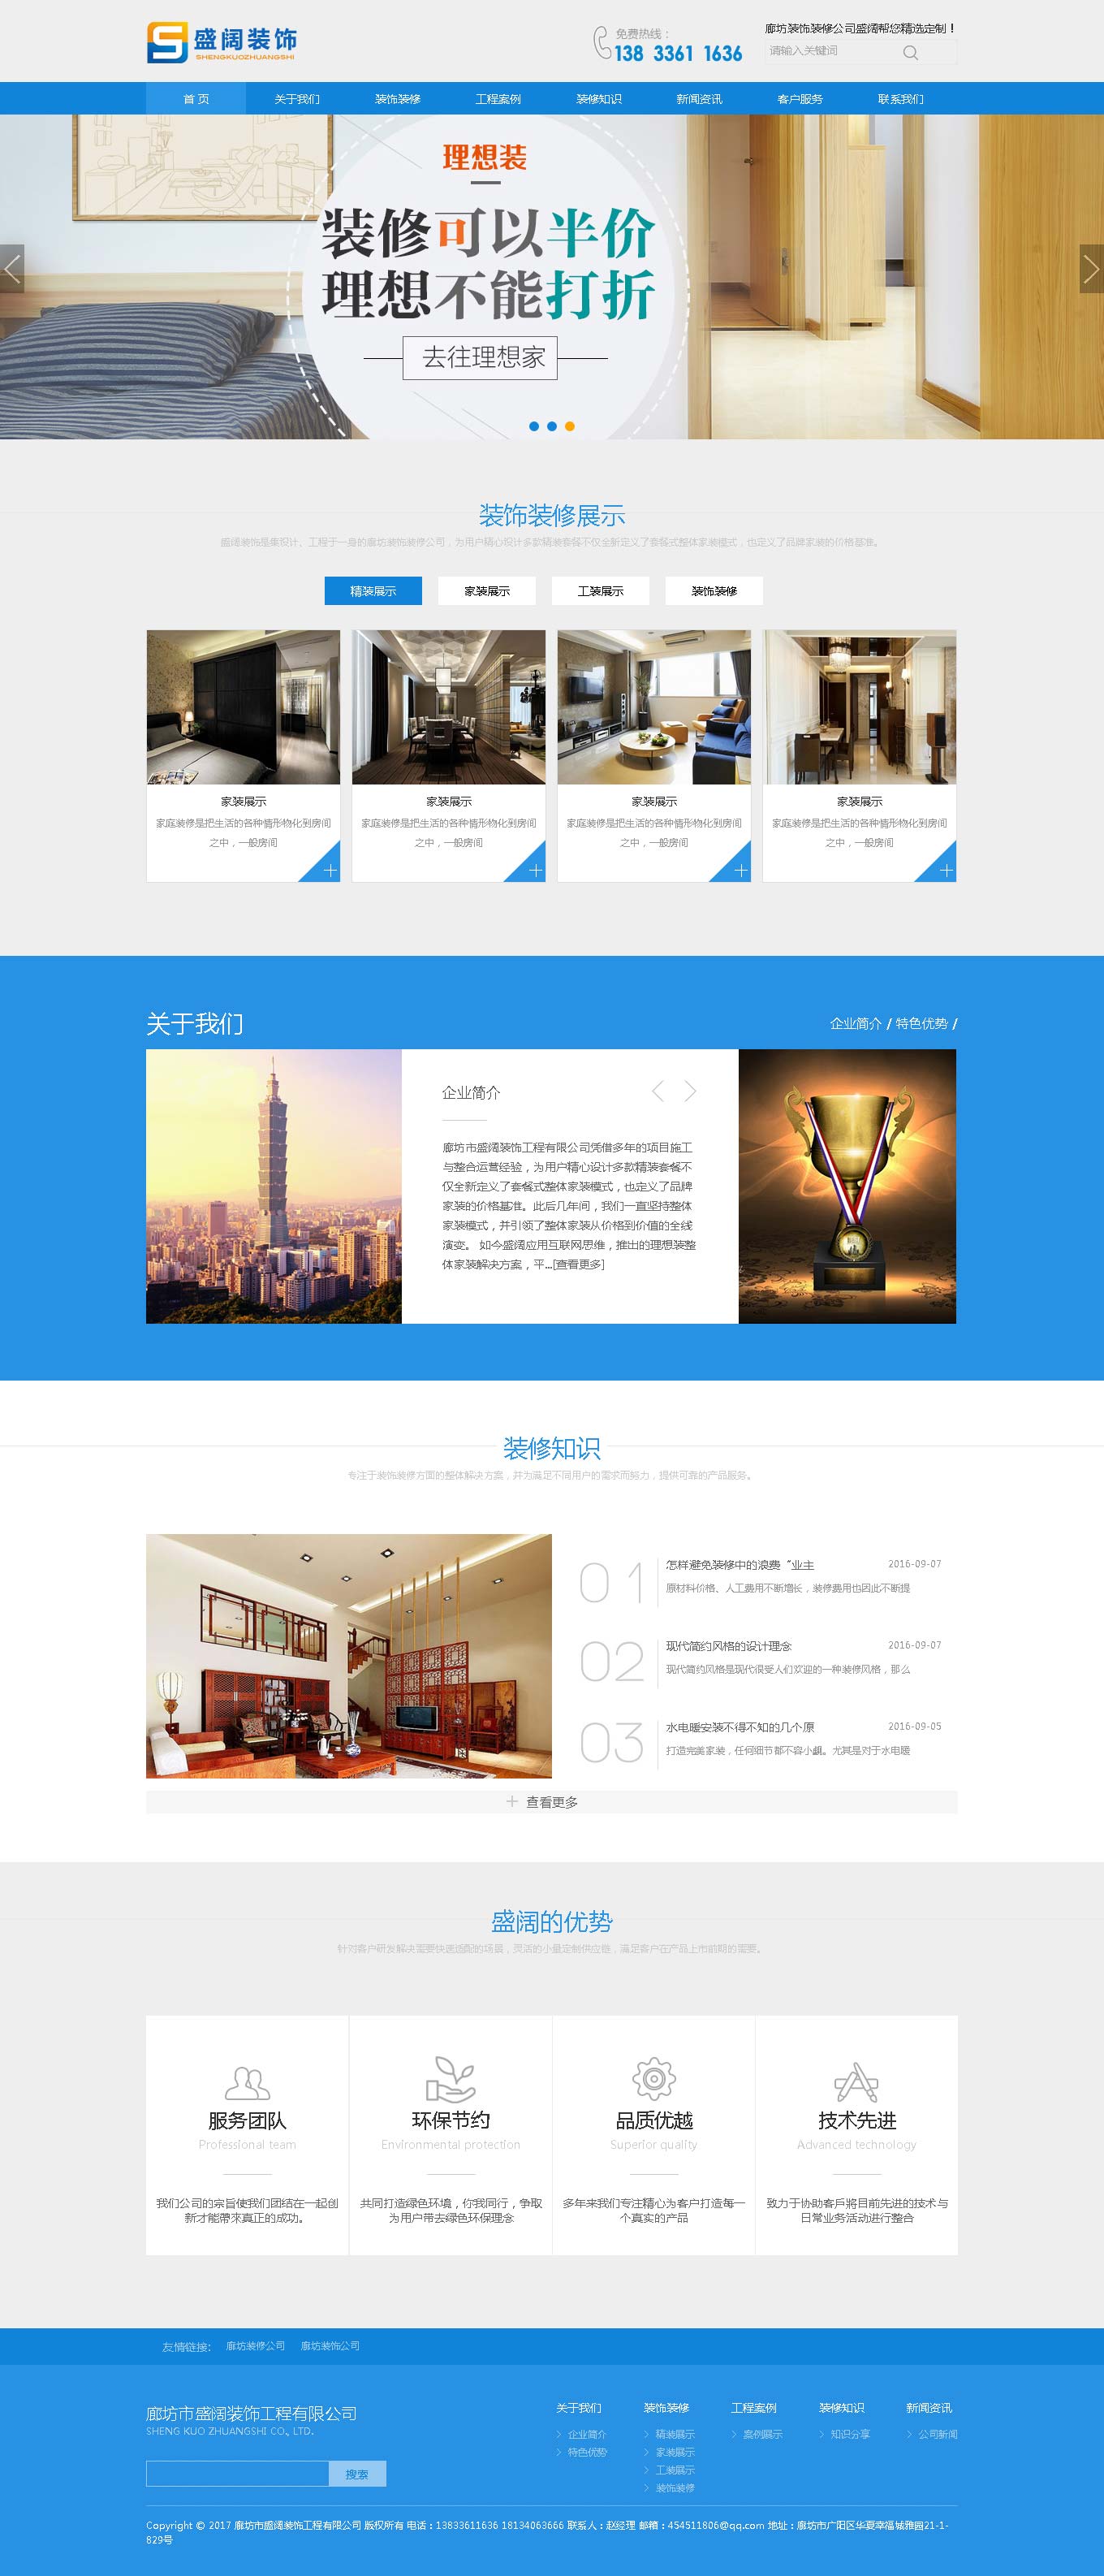 盛阔装饰
SHENGKUOZHUANGSHI
免费热线：
138 3361 1636
廊坊装饰装修公司盛阔帮您精选定制！
请输入关键词
首 页 关于我们 装饰装修 工程案例 装修知识 新闻资讯 客户服务 联系我们
理想装
装修可以半价
理想不能打折
去往理想家
装饰装修展示
盛阔装饰是集设计、工程于一身的廊坊装饰装修公司，为用户精心设计多款精装套餐不仅全新定义了套餐式整体家装模式，也定义了品牌家装的价格基准。
精装展示 家装展示 工装展示 装饰装修
家装展示
家庭装修是把生活的各种情形物化到房间
之中，一般房间
家装展示
家庭装修是把生活的各种情形物化到房间
之中，一般房间
家装展示
家庭装修是把生活的各种情形物化到房间
之中，一般房间
家装展示
家庭装修是把生活的各种情形物化到房间
之中，一般房间
关于我们
企业简介 / 特色优势 /
企业简介
廊坊市盛阔装饰工程有限公司凭借多年的项目施工
与整合运营经验，为用户精心设计多款精装套餐不
仅全新定义了套餐式整体家装模式，也定义了品牌
家装的价格基准。此后几年间，我们一直坚持整体
家装模式，并引领了整体家装从价格到价值的全线
演变。 如今盛阔应用互联网思维，推出的理想装整
体家装解决方案，平...[查看更多]
装修知识
专注于装饰装修方面的整体解决方案，并为满足不同用户的需求而努力，提供可靠的产品服务。
01
怎样避免装修中的浪费“业主 2016-09-07
原材料价格、人工费用不断增长，装修费用也因此不断提
02
现代简约风格的设计理念 2016-09-07
现代简约风格是现代很受人们欢迎的一种装修风格，那么
03
水电暖安装不得不知的几个原 2016-09-05
打造完美家装，任何细节都不容小觑。尤其是对于水电暖
+ 查看更多
盛阔的优势
针对客户研发解决需要快速适配的场景，灵活的小量定制供应链，满足客户在产品上市前期的需要。
服务团队
Professional team
我们公司的宗旨使我们团结在一起创
新才能带来真正的成功。
环保节约
Environmental protection
共同打造绿色环境，你我同行，争取
为用户带去绿色环保理念
品质优越
Superior quality
多年来我们专注精心为客户打造每一
个真实的产品
技术先进
Advanced technology
致力于协助客戶將目前先进的技术与
日常业务活动进行整合
友情链接: 廊坊装修公司 廊坊装饰公司
廊坊市盛阔装饰工程有限公司
SHENG KUO ZHUANGSHI CO., LTD.
搜索
关于我们
企业简介
特色优势
装饰装修
精装展示
家装展示
工装展示
装饰装修
工程案例
案例展示
装修知识
知识分享
新闻资讯
公司新闻
Copyright © 2017 廊坊市盛阔装饰工程有限公司 版权所有 电话：13833611636 18134063666 联系人：赵经理 邮箱：454511806@qq.com 地址：廊坊市广阳区华夏幸福城雅园21-1-
829号